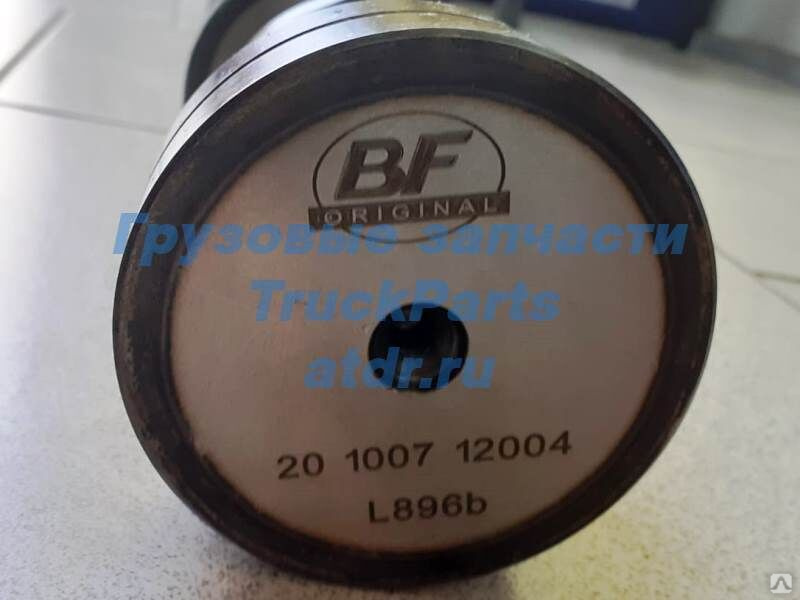 BF
ORIGINAL
Грузовые запчасти
TruckParts
atdr.ru
20 1007 12004
L896b